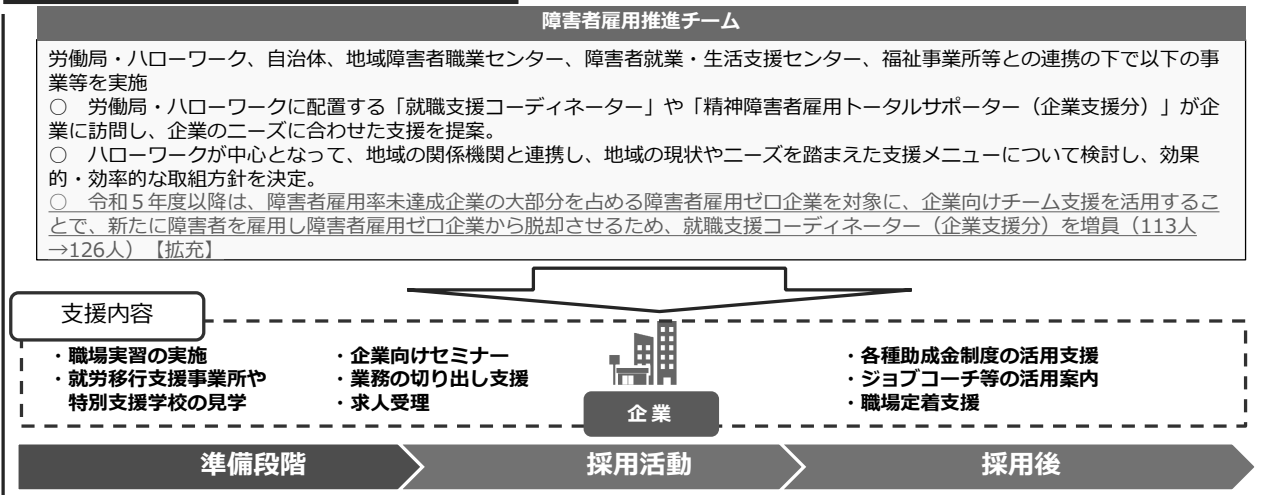 障害者雇用推進チーム
労働局・ハローワーク、自治体、地域障害者職業センター、障害者就業・生活支援センター、福祉事業所等との連携の下で以下の事
業等を実施
○　労働局・ハローワークに配置する「就職支援コーディネーター」や「精神障害者雇用トータルサポーター（企業支援分）」が企
業に訪問し、企業のニーズに合わせた支援を提案。
○　ハローワークが中心となって、地域の関係機関と連携し、地域の現状やニーズを踏まえた支援メニューについて検討し、効果
的・効率的な取組方針を決定。
○　令和５年度以降は、障害者雇用率未達成企業の大部分を占める障害者雇用ゼロ企業を対象に、企業向けチーム支援を活用するこ
とで、新たに障害者を雇用し障害者雇用ゼロ企業から脱却させるため、就職支援コーディネーター（企業支援分）を増員（113人
→126人）【拡充】
支援内容
・職場実習の実施
・就労移行支援事業所や
特別支援学校の見学
・企業向けセミナー
・業務の切り出し支援
・求人受理
企業
・各種助成金制度の活用支援
・ジョブコーチ等の活用案内
・職場定着支援
準備段階
採用活動
採用後